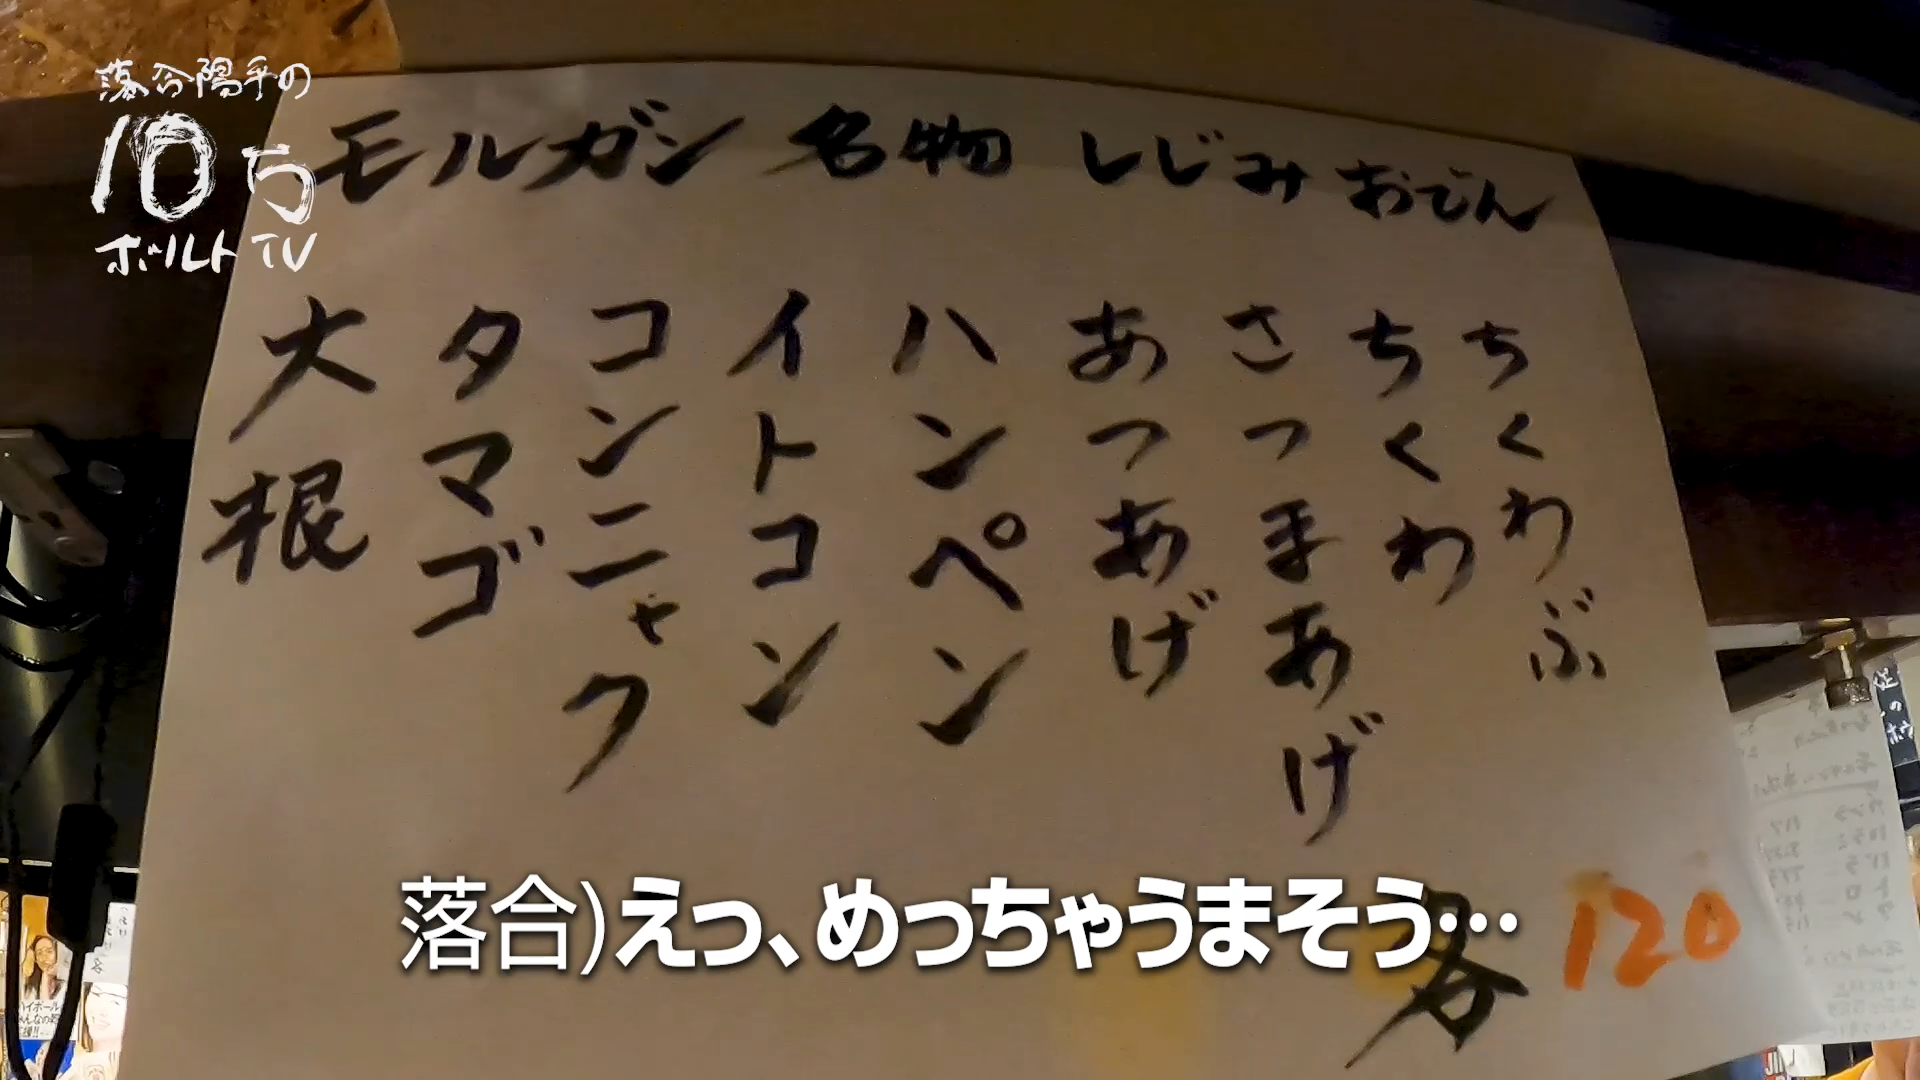 落合陽平の
10万
ボルトTV
モルガン 名物 しじみ おでん
ちくわぶ
ちくわ
さつまあげ
あつあげ
ハンペン
イトコン
コンニャク
タマゴ
大根
各 120
落合)えっ、めっちゃうまそう…